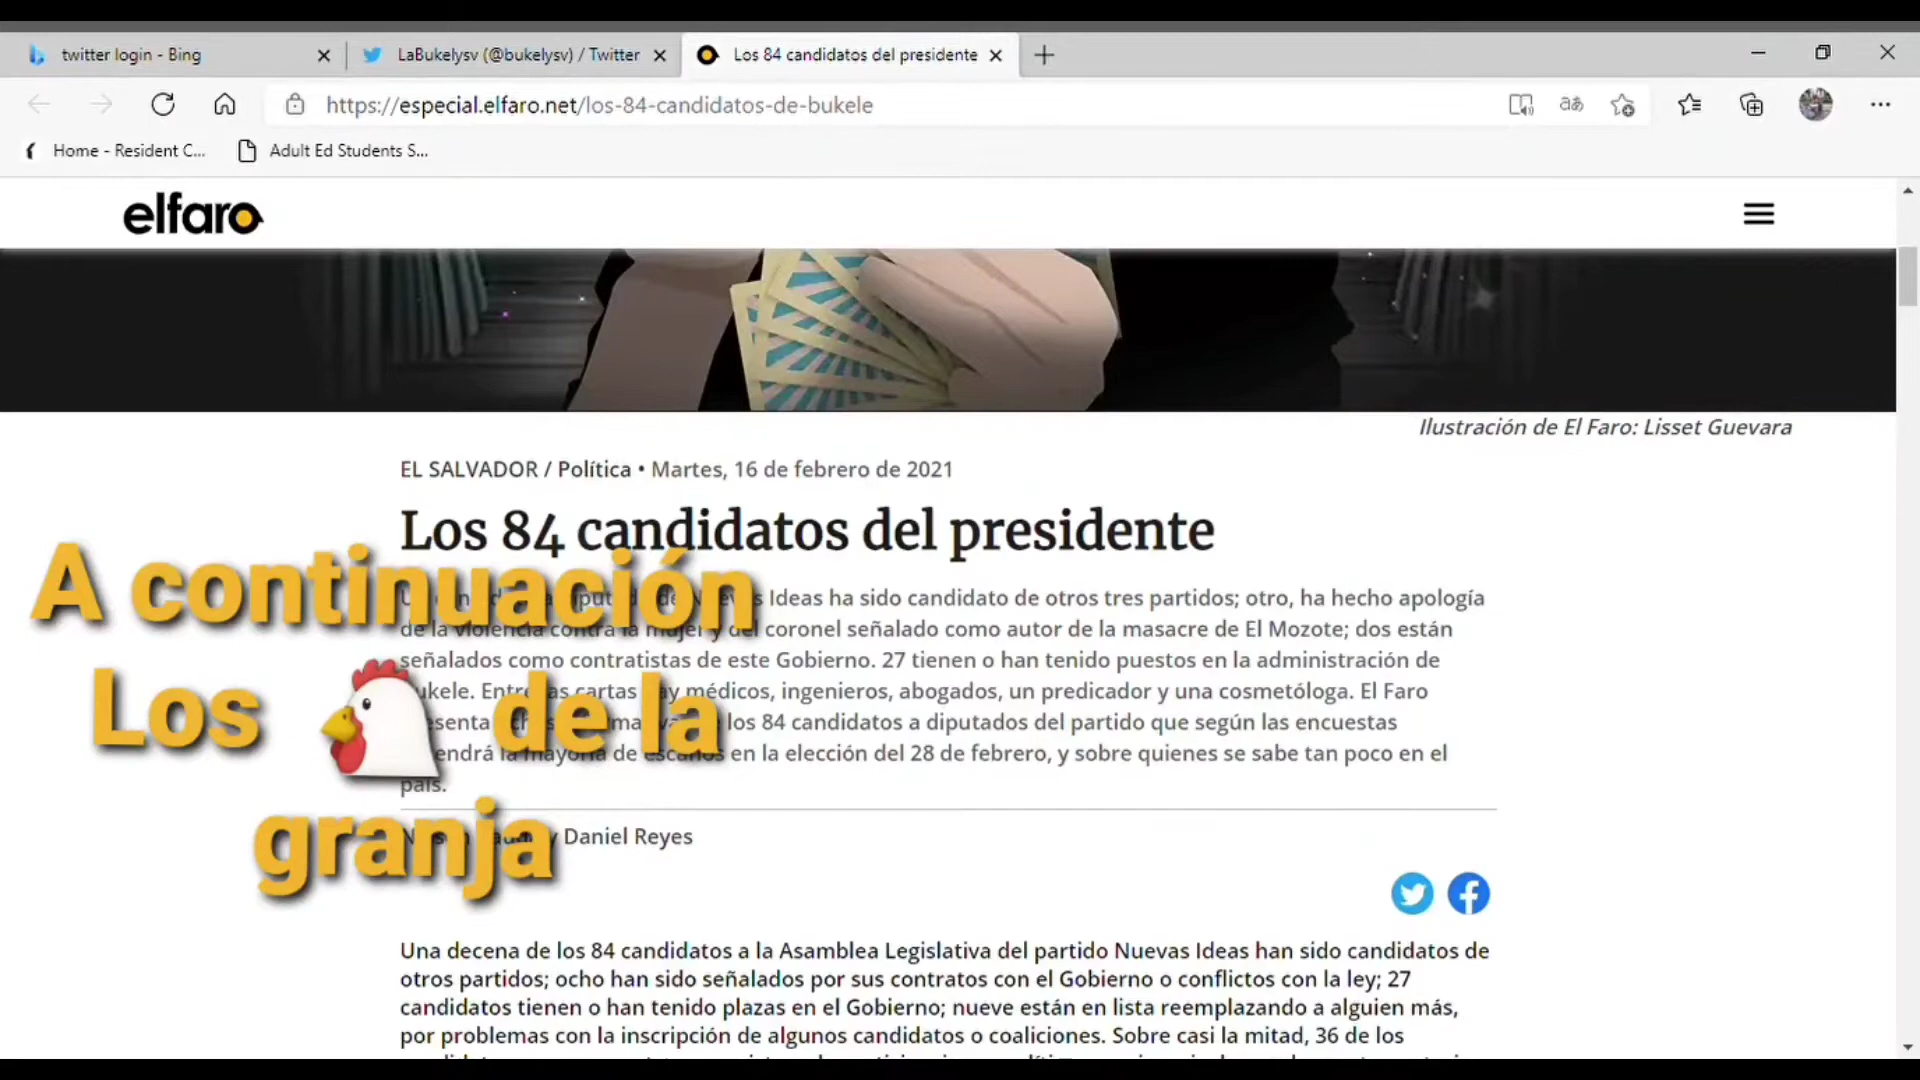 twitter login - Bing
LaBukelysv (@bukelysv) / Twitter
Los 84 candidatos del presidente
https://especial.elfaro.net/los-84-candidatos-de-bukele
Home - Resident C...
Adult Ed Students S...
elfaro
Ilustración de El Faro: Lisset Guevara
EL SALVADOR / Política • Martes, 16 de febrero de 2021
Los 84 candidatos del presidente
A continuación
Los 🐔 de la
granja
Ideas ha sido candidato de otros tres partidos; otro, ha hecho apología
de la violencia contra la mujer y del coronel señalado como autor de la masacre de El Mozote; dos están
señalados como contratistas de este Gobierno. 27 tienen o han tenido puestos en la administración de
cartas hay médicos, ingenieros, abogados, un predicador y una cosmetóloga. El Faro
los 84 candidatos a diputados del partido que según las encuestas
la mayoría de escaños en la elección del 28 de febrero, y sobre quienes se sabe tan poco en el
país.
y Daniel Reyes
Una decena de los 84 candidatos a la Asamblea Legislativa del partido Nuevas Ideas han sido candidatos de
otros partidos; ocho han sido señalados por sus contratos con el Gobierno o conflictos con la ley; 27
candidatos tienen o han tenido plazas en el Gobierno; nueve están en lista reemplazando a alguien más,
por problemas con la inscripción de algunos candidatos o coaliciones. Sobre casi la mitad, 36 de los